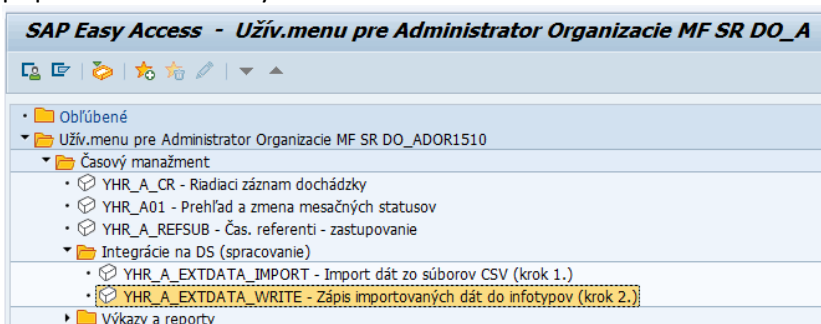 SAP Easy Access - Užív.menu pre Administrator Organizacie MF SR DO_A
Obľúbené
Užív.menu pre Administrator Organizacie MF SR DO_ADOR1510
Časový manažment
YHR_A_CR - Riadiaci záznam dochádzky
YHR_A01 - Prehľad a zmena mesačných statusov
YHR_A_REFSUB - Čas. referenti - zastupovanie
Integrácie na DS (spracovanie)
YHR_A_EXTDATA_IMPORT - Import dát zo súborov CSV (krok 1.)
YHR_A_EXTDATA_WRITE - Zápis importovaných dát do infotypov (krok 2.)
Výkazy a reporty